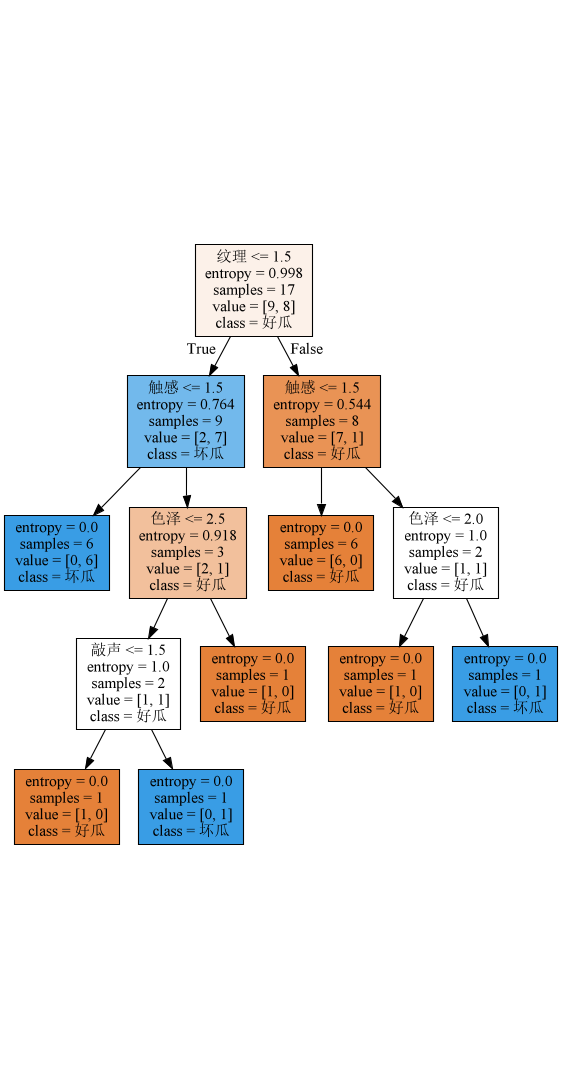 纹理 <= 1.5
entropy = 0.998
samples = 17
value = [9, 8]
class = 好瓜
True
False
触感 <= 1.5
entropy = 0.764
samples = 9
value = [2, 7]
class = 坏瓜
触感 <= 1.5
entropy = 0.544
samples = 8
value = [7, 1]
class = 好瓜
entropy = 0.0
samples = 6
value = [0, 6]
class = 坏瓜
色泽 <= 2.5
entropy = 0.918
samples = 3
value = [2, 1]
class = 好瓜
entropy = 0.0
samples = 6
value = [6, 0]
class = 好瓜
色泽 <= 2.0
entropy = 1.0
samples = 2
value = [1, 1]
class = 好瓜
敲声 <= 1.5
entropy = 1.0
samples = 2
value = [1, 1]
class = 好瓜
entropy = 0.0
samples = 1
value = [1, 0]
class = 好瓜
entropy = 0.0
samples = 1
value = [1, 0]
class = 好瓜
entropy = 0.0
samples = 1
value = [0, 1]
class = 坏瓜
entropy = 0.0
samples = 1
value = [1, 0]
class = 好瓜
entropy = 0.0
samples = 1
value = [0, 1]
class = 坏瓜